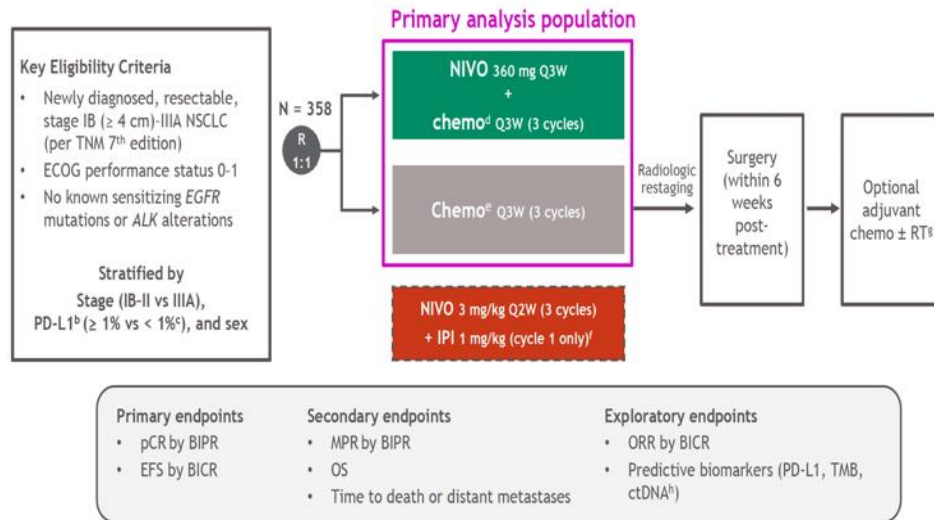 Primary analysis population
Key Eligibility Criteria
• Newly diagnosed, resectable,
stage IB (≥ 4 cm)-IIIA NSCLC
(per TNM 7th edition)
• ECOG performance status 0-1
• No known sensitizing EGFR
mutations or ALK alterations
Stratified by
Stage (IB-II vs IIIA),
PD-L1ᵇ (≥ 1% vs < 1%ᶜ), and sex
N = 358
R
1:1
NIVO 360 mg Q3W
+
chemoᵈ Q3W (3 cycles)
Chemoᵉ Q3W (3 cycles)
NIVO 3 mg/kg Q2W (3 cycles)
+ IPI 1 mg/kg (cycle 1 only)ᶠ
Radiologic
restaging
Surgery
(within 6
weeks
post-
treatment)
Optional
adjuvant
chemo ± RTᵍ
Primary endpoints
• pCR by BIPR
• EFS by BICR
Secondary endpoints
• MPR by BIPR
• OS
• Time to death or distant metastases
Exploratory endpoints
• ORR by BICR
• Predictive biomarkers (PD-L1, TMB,
ctDNAʰ)